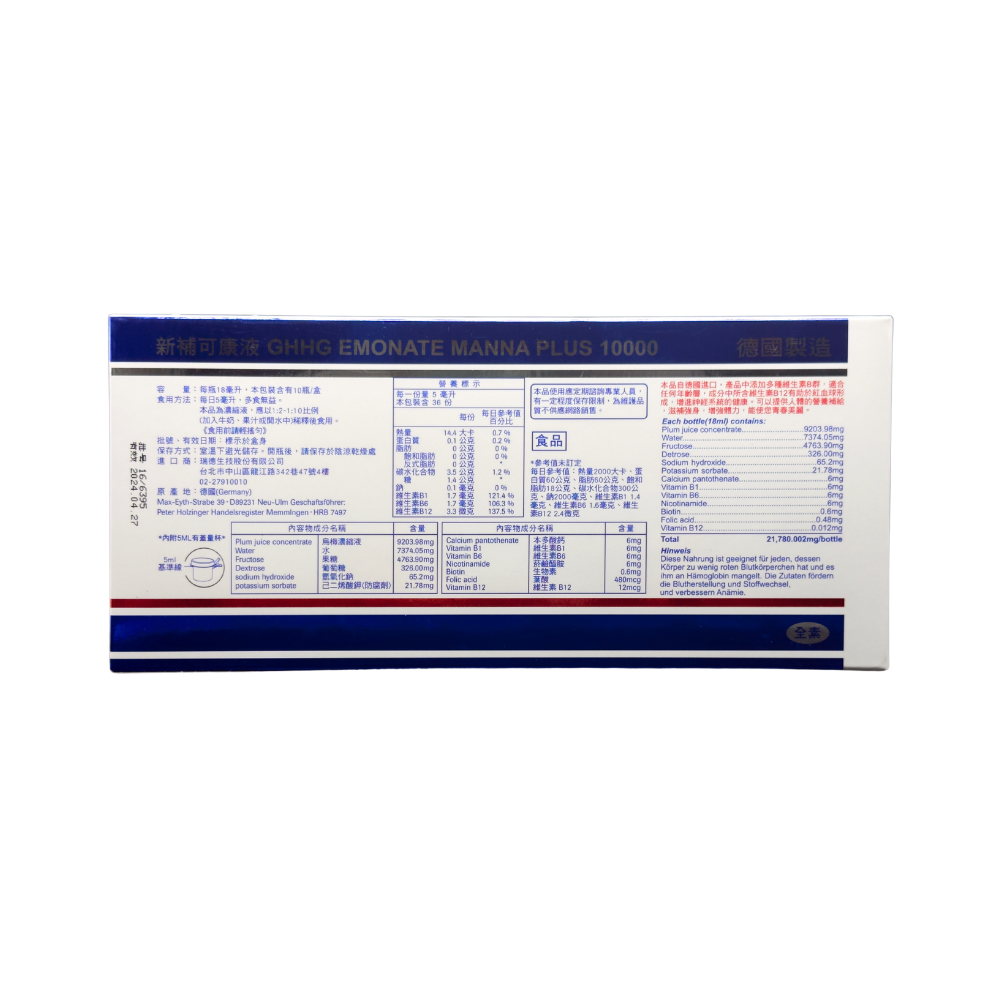 新補可康液 GHHG EMONATE MANNA PLUS 10000
德國製造
容 量：每瓶18毫升，本包裝含有10瓶/盒
食用方法：每日5毫升，多食無益。
本品為濃縮液，應以1:2-1:10比例
(加入牛奶、果汁或開水中)稀釋後食用。
《食用前請輕搖勻》
批號、有效日期：標示於盒身
保存方式：室溫下避光儲存。開瓶後，請保存於陰涼乾燥處
進 口 商：瑞德生技股份有限公司
台北市中山區龍江路342巷47號4樓
02-27910010
原 產 地：德國(Germany)
Max-Eyth-Strabe 39・D89231 Neu-Ulm Geschaftsföhrer:
Peter Holzinger Handelsregister Memmlngen・HRB 7497
批號 16/6395
有效 2024.04.27
營養標示
每一份量 5 毫升
本包裝含 36 份
每份 每日參考值百分比
熱量 14.4 大卡 0.7 %
蛋白質 0.1 公克 0.2 %
脂肪 0 公克 0 %
飽和脂肪 0 公克 0 %
反式脂肪 0 公克 *
碳水化合物 3.5 公克 1.2 %
糖 1.4 公克 *
鈉 0.1 毫克 0 %
維生素B1 1.7 毫克 121.4 %
維生素B6 1.7 毫克 106.3 %
維生素B12 3.3 微克 137.5 %
本品使用應定期諮詢專業人員，
有一定程度保存限制，為維護品
質不供應網路銷售。
食品
*參考值未訂定
每日參考值：熱量2000大卡、蛋
白質60公克、脂肪60公克、飽和
脂肪18公克、碳水化合物300公
克、鈉2000毫克、維生素B1 1.4
毫克、維生素B6 1.6毫克、維生
素B12 2.4微克
本品自德國進口，產品中添加多種維生素B群，適合
任何年齡層，成分中所含維生素B12有助於紅血球形
成，增進神經系統的健康。可以提供人體的營養補給
，滋補強身，增強體力，能使您青春美麗。
Each bottle(18ml) contains:
Plum juice concentrate 9203.98mg
Water 7374.05mg
Fructose 4763.90mg
Detrose 326.00mg
Sodium hydroxide 65.2mg
Potassium sorbate 21.78mg
Calcium pantothenate 6mg
Vitamin B1 6mg
Vitamin B6 6mg
Nicotinamide 6mg
Biotin 0.6mg
Folic acid 0.48mg
Vitamin B12 0.012mg
Total 21,780.002mg/bottle
Hinweis
Diese Nahrung ist geeignet für jeden, dessen
Körper zu wenig roten Blutkörperchen hat und es
ihm an Hämoglobin mangelt. Die Zutaten fördern
die Blutherstellung und Stoffwechsel,
und verbessern Anämie.
*內附5ML有蓋量杯*
5ml
基準線
內容物成分名稱 含量
Plum juice concentrate 烏梅濃縮液 9203.98mg
Water 水 7374.05mg
Fructose 果糖 4763.90mg
Dextrose 葡萄糖 326.00mg
sodium hydroxide 氫氧化鈉 65.2mg
potassium sorbate 己二烯酸鉀(防腐劑) 21.78mg
內容物成分名稱 含量
Calcium pantothenate 本多酸鈣 6mg
Vitamin B1 維生素B1 6mg
Vitamin B6 維生素B6 6mg
Nicotinamide 菸鹼醯胺 6mg
Biotin 生物素 0.6mg
Folic acid 葉酸 480mcg
Vitamin B12 維生素 B12 12mcg
全素